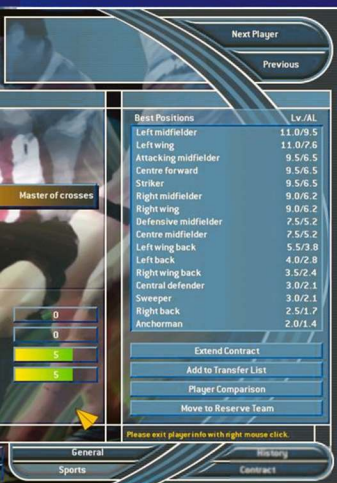 Next Player
Previous
Best Positions Lv./AL
Left midfielder 11.0/9.5
Left wing 11.0/7.6
Attacking midfielder 9.5/6.5
Centre forward 9.5/6.5
Striker 9.5/6.5
Right midfielder 9.0/6.2
Right wing 9.0/6.2
Defensive midfielder 7.5/5.2
Centre midfielder 7.5/5.2
Left wing back 5.5/3.8
Left back 4.0/2.8
Right wing back 3.5/2.4
Central defender 3.0/2.1
Sweeper 3.0/2.1
Right back 2.5/1.7
Anchorman 2.0/1.4
Master of crosses
0
0
5
5
Extend Contract
Add to Transfer List
Player Comparison
Move to Reserve Team
Please exit player info with right mouse click.
General History
Sports Contract